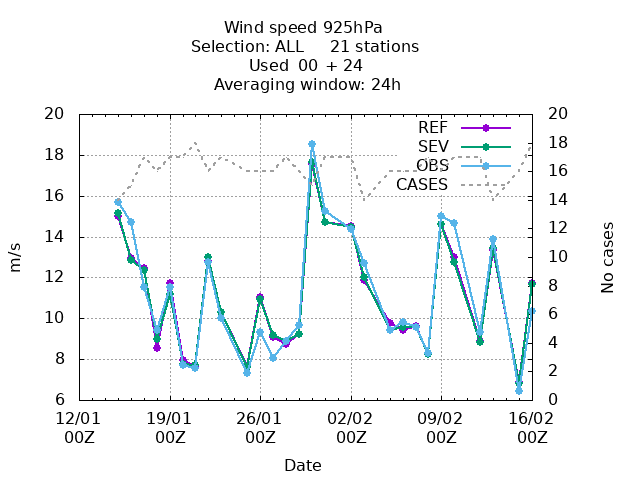 Wind speed 925hPa
Selection: ALL     21 stations
Used  00  + 24
Averaging window: 24h
20 20
REF
18 18
SEV
OBS
16 16
CASES
14 14
12 12
10 10
8 8
6 6
4
2
0
m/s
No cases
12/01 19/01 26/01 02/02 09/02 16/02
00Z 00Z 00Z 00Z 00Z 00Z
Date